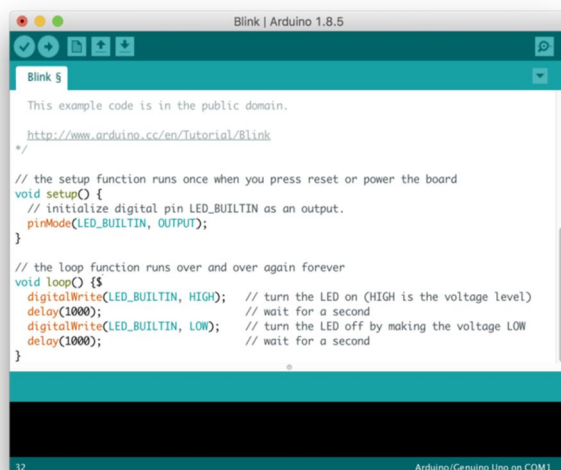 Blink | Arduino 1.8.5
Blink §
This example code is in the public domain.
http://www.arduino.cc/en/Tutorial/Blink
*/
// the setup function runs once when you press reset or power the board
void setup() {
// initialize digital pin LED_BUILTIN as an output.
pinMode(LED_BUILTIN, OUTPUT);
}
// the loop function runs over and over again forever
void loop() {$
digitalWrite(LED_BUILTIN, HIGH);   // turn the LED on (HIGH is the voltage level)
delay(1000);                       // wait for a second
digitalWrite(LED_BUILTIN, LOW);    // turn the LED off by making the voltage LOW
delay(1000);                       // wait for a second
}
32 Arduino/Genuino Uno on COM1